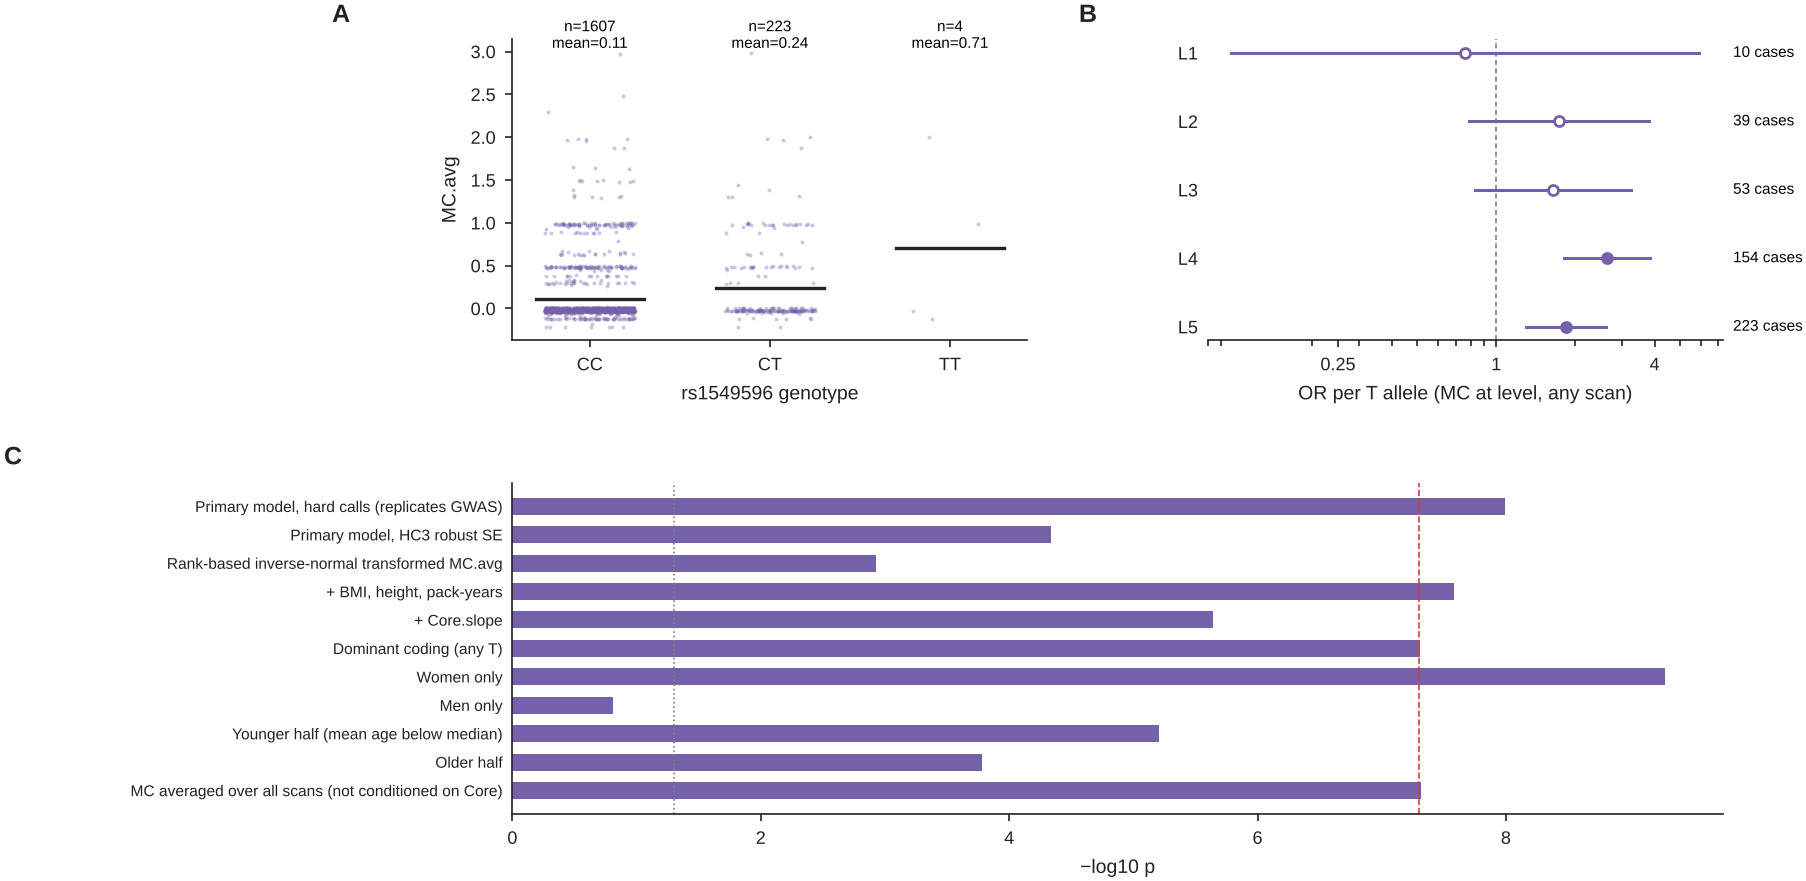 A
n=1607
mean=0.11
n=223
mean=0.24
n=4
mean=0.71
3.0
2.5
2.0
1.5
1.0
0.5
0.0
MC.avg
CC
CT
TT
rs1549596 genotype
B
L1
10 cases
L2
39 cases
L3
53 cases
L4
154 cases
L5
223 cases
0.25
1
4
OR per T allele (MC at level, any scan)
C
Primary model, hard calls (replicates GWAS)
Primary model, HC3 robust SE
Rank-based inverse-normal transformed MC.avg
+ BMI, height, pack-years
+ Core.slope
Dominant coding (any T)
Women only
Men only
Younger half (mean age below median)
Older half
MC averaged over all scans (not conditioned on Core)
0
2
4
6
8
−log10 p